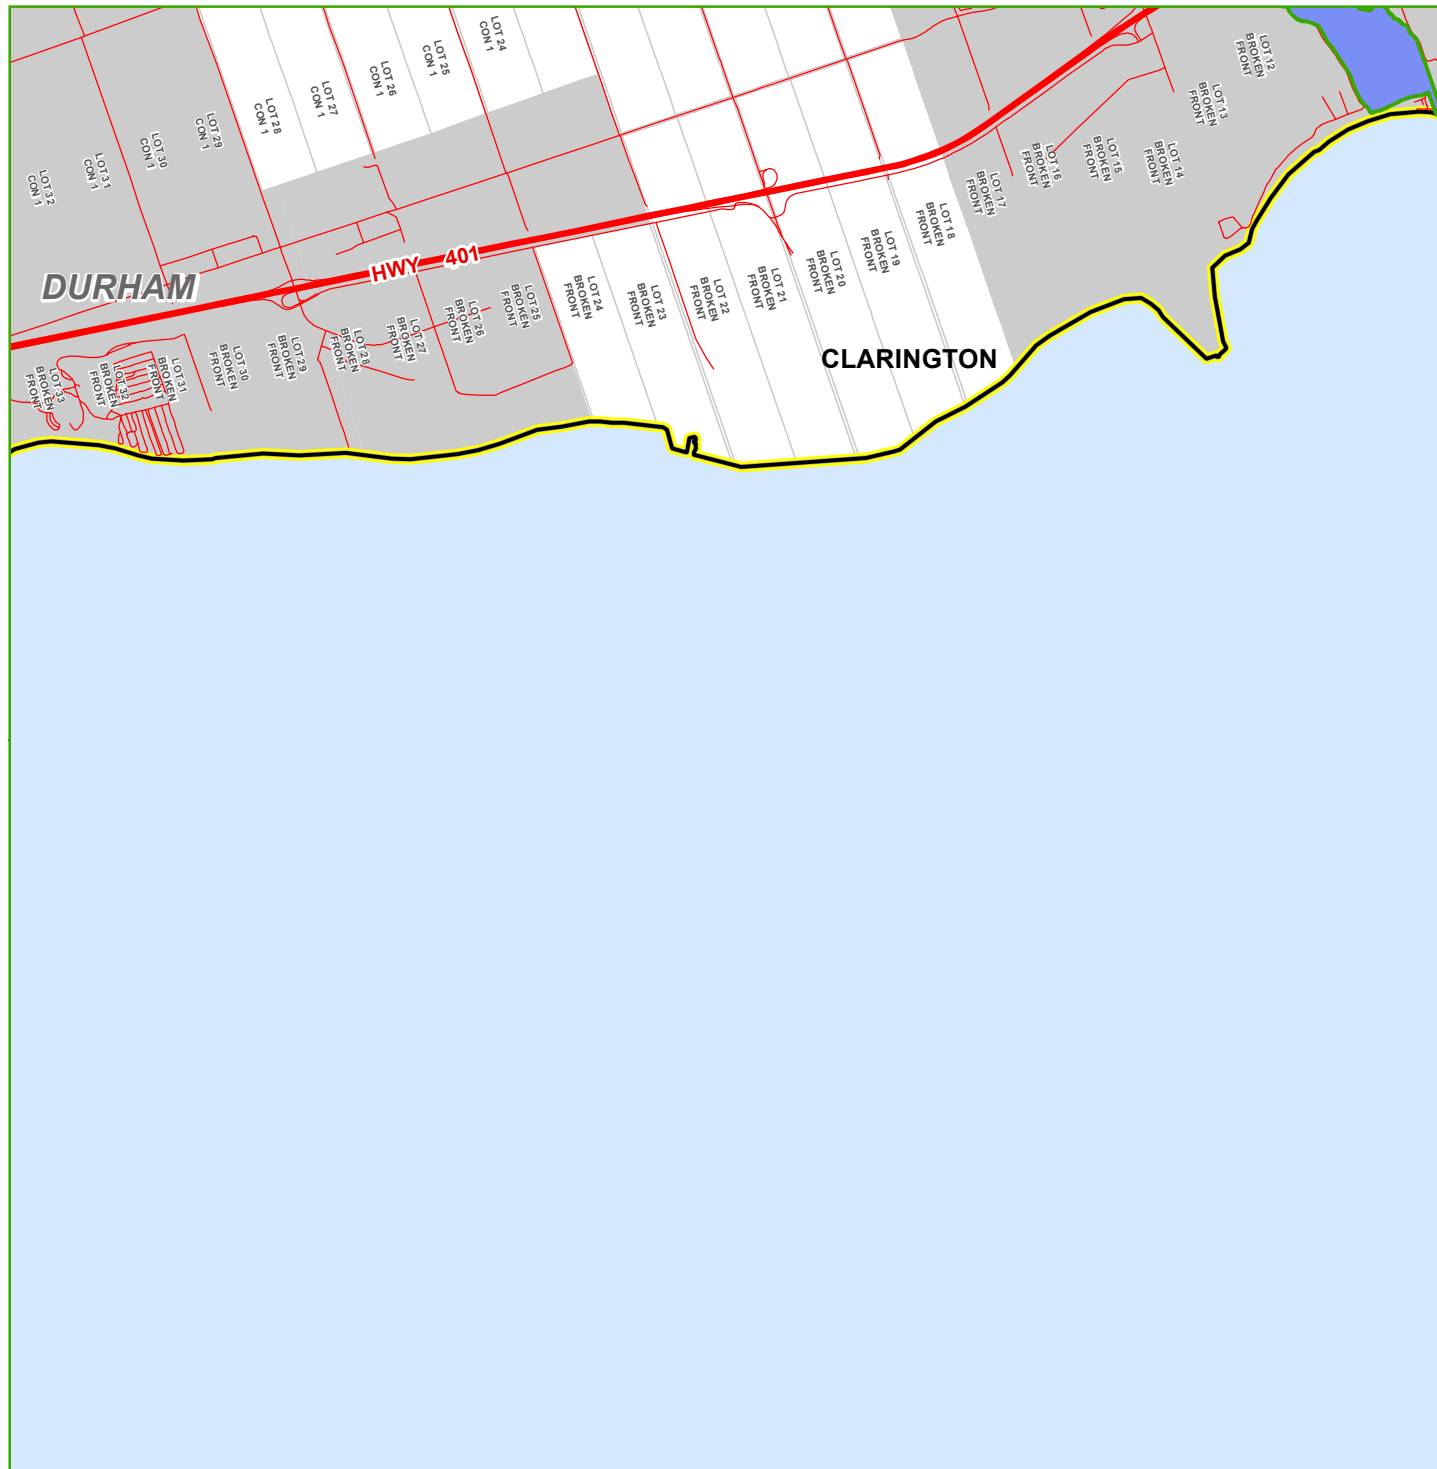 LOT 24
CON 1
LOT 25
CON 1
LOT 26
CON 1
LOT 27
CON 1
LOT 28
CON 1
LOT 29
CON 1
LOT 30
CON 1
LOT 31
CON 1
LOT 32
CON 1
LOT 12
BROKEN
FRONT
LOT 13
BROKEN
FRONT
LOT 14
BROKEN
FRONT
LOT 15
BROKEN
FRONT
LOT 16
BROKEN
FRONT
LOT 17
BROKEN
FRONT
LOT 18
BROKEN
FRONT
LOT 19
BROKEN
FRONT
LOT 20
BROKEN
FRONT
LOT 21
BROKEN
FRONT
LOT 22
BROKEN
FRONT
LOT 23
BROKEN
FRONT
LOT 24
BROKEN
FRONT
LOT 25
BROKEN
FRONT
LOT 26
BROKEN
FRONT
LOT 27
BROKEN
FRONT
LOT 28
BROKEN
FRONT
LOT 29
BROKEN
FRONT
LOT 30
BROKEN
FRONT
LOT 31
BROKEN
FRONT
LOT 32
BROKEN
FRONT
LOT 33
BROKEN
FRONT
HWY 401
DURHAM
CLARINGTON